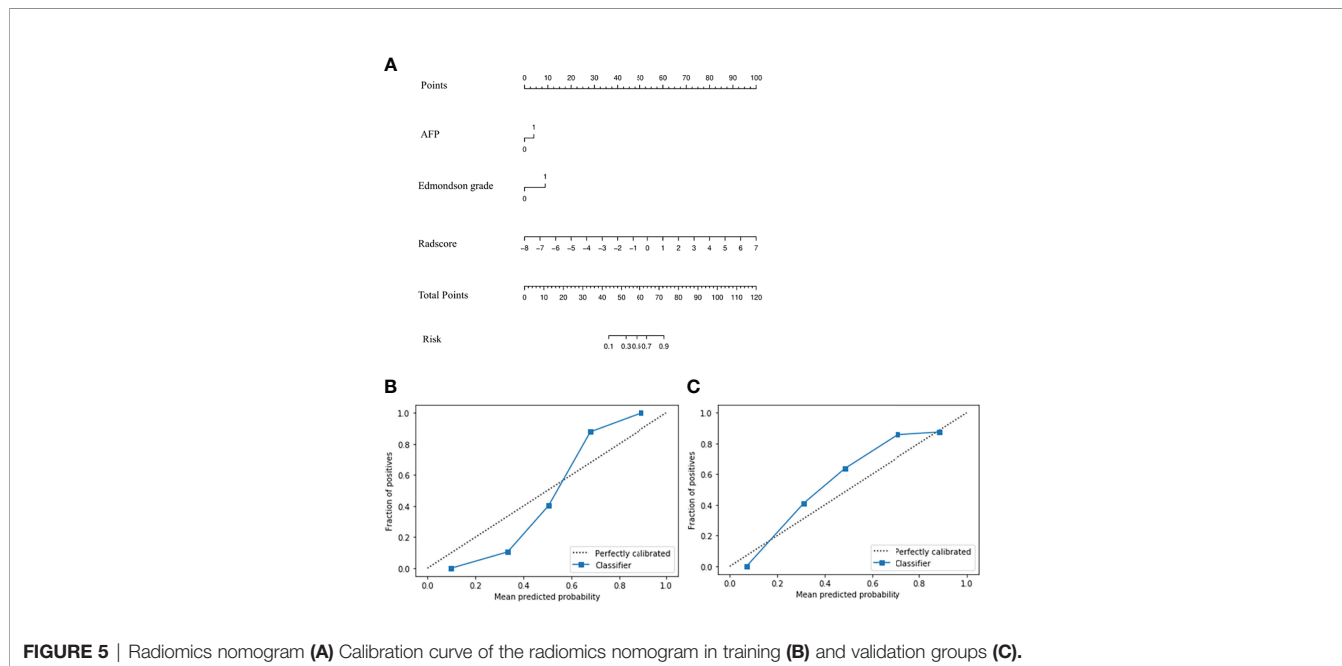 A
Points
0 10 20 30 40 50 60 70 80 90 100
AFP
1
0
Edmondson grade
1
0
Radscore
−8 −7 −6 −5 −4 −3 −2 −1 0 1 2 3 4 5 6 7
Total Points
0 10 20 30 40 50 60 70 80 90 100 110 120
Risk
0.1 0.3 0.5 0.7 0.9
B
Fraction of positives
1.0
0.8
0.6
0.4
0.2
0.0
0.0 0.2 0.4 0.6 0.8 1.0
Mean predicted probability
Perfectly calibrated
Classifier
C
Fraction of positives
1.0
0.8
0.6
0.4
0.2
0.0
0.0 0.2 0.4 0.6 0.8 1.0
Mean predicted probability
Perfectly calibrated
Classifier
FIGURE 5 | Radiomics nomogram (A) Calibration curve of the radiomics nomogram in training (B) and validation groups (C).